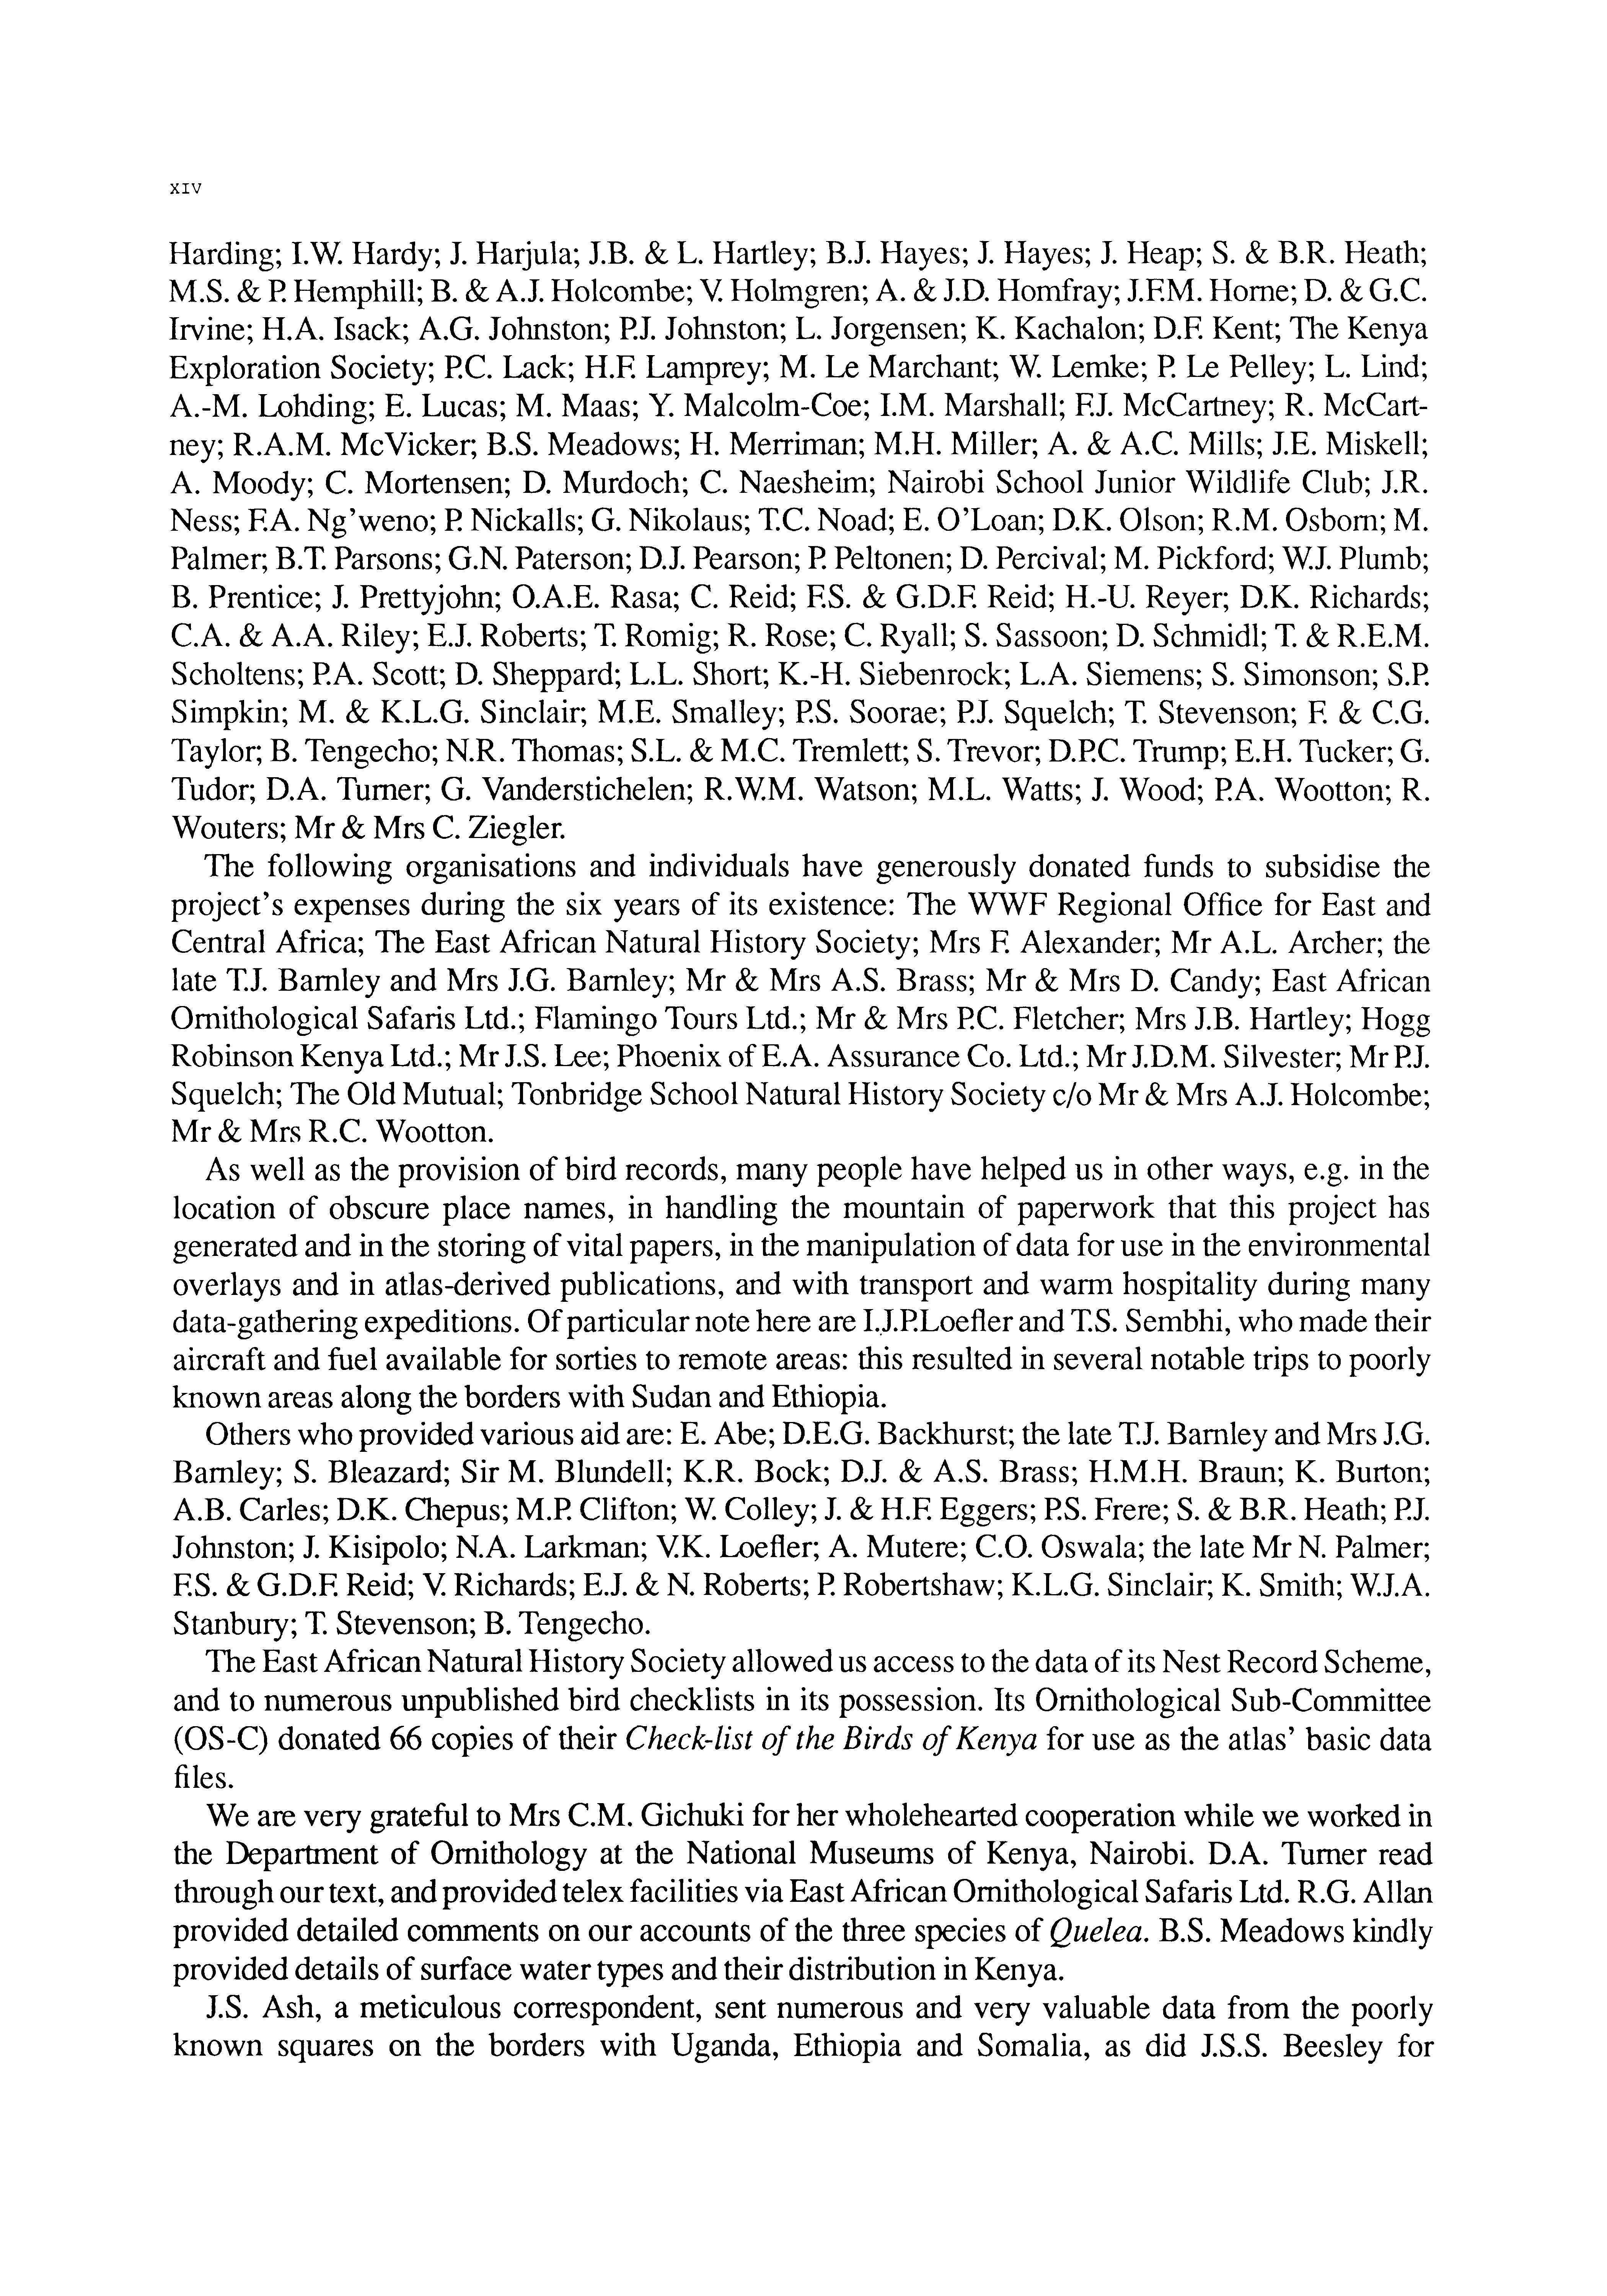 XIV
Harding; I.W. Hardy; J. Harjula; J.B. & L. Hartley; B.J. Hayes; J. Hayes; J. Heap; S. & B.R. Heath;
M.S. & P. Hemphill; B. & A.J. Holcombe; V. Holmgren; A. & J.D. Homfray; J.F.M. Horne; D. & G.C.
Irvine; H.A. Isack; A.G. Johnston; P.J. Johnston; L. Jorgensen; K. Kachalon; D.F. Kent; The Kenya
Exploration Society; P.C. Lack; H.F. Lamprey; M. Le Marchant; W. Lemke; P. Le Pelley; L. Lind;
A.-M. Lohding; E. Lucas; M. Maas; Y. Malcolm-Coe; I.M. Marshall; F.J. McCartney; R. McCart-
ney; R.A.M. McVicker; B.S. Meadows; H. Merriman; M.H. Miller; A. & A.C. Mills; J.E. Miskell;
A. Moody; C. Mortensen; D. Murdoch; C. Naesheim; Nairobi School Junior Wildlife Club; J.R.
Ness; F.A. Ng'weno; P. Nickalls; G. Nikolaus; T.C. Noad; E. O'Loan; D.K. Olson; R.M. Osborn; M.
Palmer; B.T. Parsons; G.N. Paterson; D.J. Pearson; P. Peltonen; D. Percival; M. Pickford; W.J. Plumb;
B. Prentice; J. Prettyjohn; O.A.E. Rasa; C. Reid; F.S. & G.D.F. Reid; H.-U. Reyer; D.K. Richards;
C.A. & A.A. Riley; E.J. Roberts; T. Romig; R. Rose; C. Ryall; S. Sassoon; D. Schmidl; T. & R.E.M.
Scholtens; P.A. Scott; D. Sheppard; L.L. Short; K.-H. Siebenrock; L.A. Siemens; S. Simonson; S.P.
Simpkin; M. & K.L.G. Sinclair; M.E. Smalley; P.S. Soorae; P.J. Squelch; T. Stevenson; F. & C.G.
Taylor; B. Tengecho; N.R. Thomas; S.L. & M.C. Tremlett; S. Trevor; D.P.C. Trump; E.H. Tucker; G.
Tudor; D.A. Turner; G. Vanderstichelen; R.W.M. Watson; M.L. Watts; J. Wood; P.A. Wootton; R.
Wouters; Mr & Mrs C. Ziegler.
The following organisations and individuals have generously donated funds to subsidise the
project's expenses during the six years of its existence: The WWF Regional Office for East and
Central Africa; The East African Natural History Society; Mrs F. Alexander; Mr A.L. Archer; the
late T.J. Barnley and Mrs J.G. Barnley; Mr & Mrs A.S. Brass; Mr & Mrs D. Candy; East African
Ornithological Safaris Ltd.; Flamingo Tours Ltd.; Mr & Mrs P.C. Fletcher; Mrs J.B. Hartley; Hogg
Robinson Kenya Ltd.; Mr J.S. Lee; Phoenix of E.A. Assurance Co. Ltd.; Mr J.D.M. Silvester; Mr P.J.
Squelch; The Old Mutual; Tonbridge School Natural History Society c/o Mr & Mrs A.J. Holcombe;
Mr & Mrs R.C. Wootton.
As well as the provision of bird records, many people have helped us in other ways, e.g. in the
location of obscure place names, in handling the mountain of paperwork that this project has
generated and in the storing of vital papers, in the manipulation of data for use in the environmental
overlays and in atlas-derived publications, and with transport and warm hospitality during many
data-gathering expeditions. Of particular note here are I.J.P.Loefler and T.S. Sembhi, who made their
aircraft and fuel available for sorties to remote areas: this resulted in several notable trips to poorly
known areas along the borders with Sudan and Ethiopia.
Others who provided various aid are: E. Abe; D.E.G. Backhurst; the late T.J. Barnley and Mrs J.G.
Barnley; S. Bleazard; Sir M. Blundell; K.R. Bock; D.J. & A.S. Brass; H.M.H. Braun; K. Burton;
A.B. Carles; D.K. Chepus; M.P. Clifton; W. Colley; J. & H.F. Eggers; P.S. Frere; S. & B.R. Heath; P.J.
Johnston; J. Kisipolo; N.A. Larkman; V.K. Loefler; A. Mutere; C.O. Oswala; the late Mr N. Palmer;
F.S. & G.D.F. Reid; V. Richards; E.J. & N. Roberts; P. Robertshaw; K.L.G. Sinclair; K. Smith; W.J.A.
Stanbury; T. Stevenson; B. Tengecho.
The East African Natural History Society allowed us access to the data of its Nest Record Scheme,
and to numerous unpublished bird checklists in its possession. Its Ornithological Sub-Committee
(OS-C) donated 66 copies of their Check-list of the Birds of Kenya for use as the atlas' basic data
files.
We are very grateful to Mrs C.M. Gichuki for her wholehearted cooperation while we worked in
the Department of Ornithology at the National Museums of Kenya, Nairobi. D.A. Turner read
through our text, and provided telex facilities via East African Ornithological Safaris Ltd. R.G. Allan
provided detailed comments on our accounts of the three species of Quelea. B.S. Meadows kindly
provided details of surface water types and their distribution in Kenya.
J.S. Ash, a meticulous correspondent, sent numerous and very valuable data from the poorly
known squares on the borders with Uganda, Ethiopia and Somalia, as did J.S.S. Beesley for